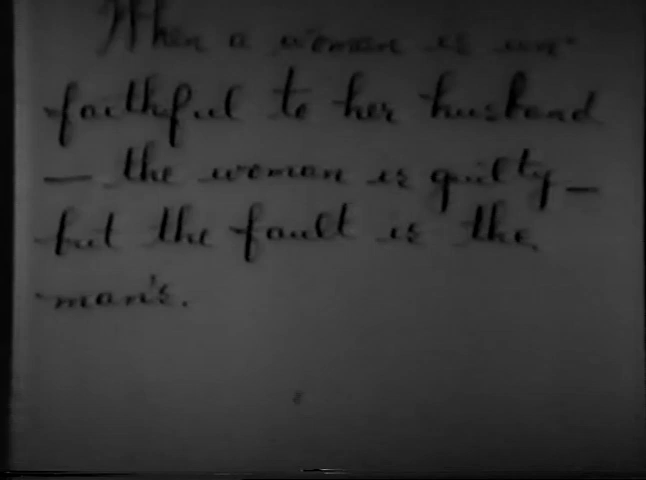 When a woman is un-
faithful to her husband
— the woman is guilty —
but the fault is the
man's.